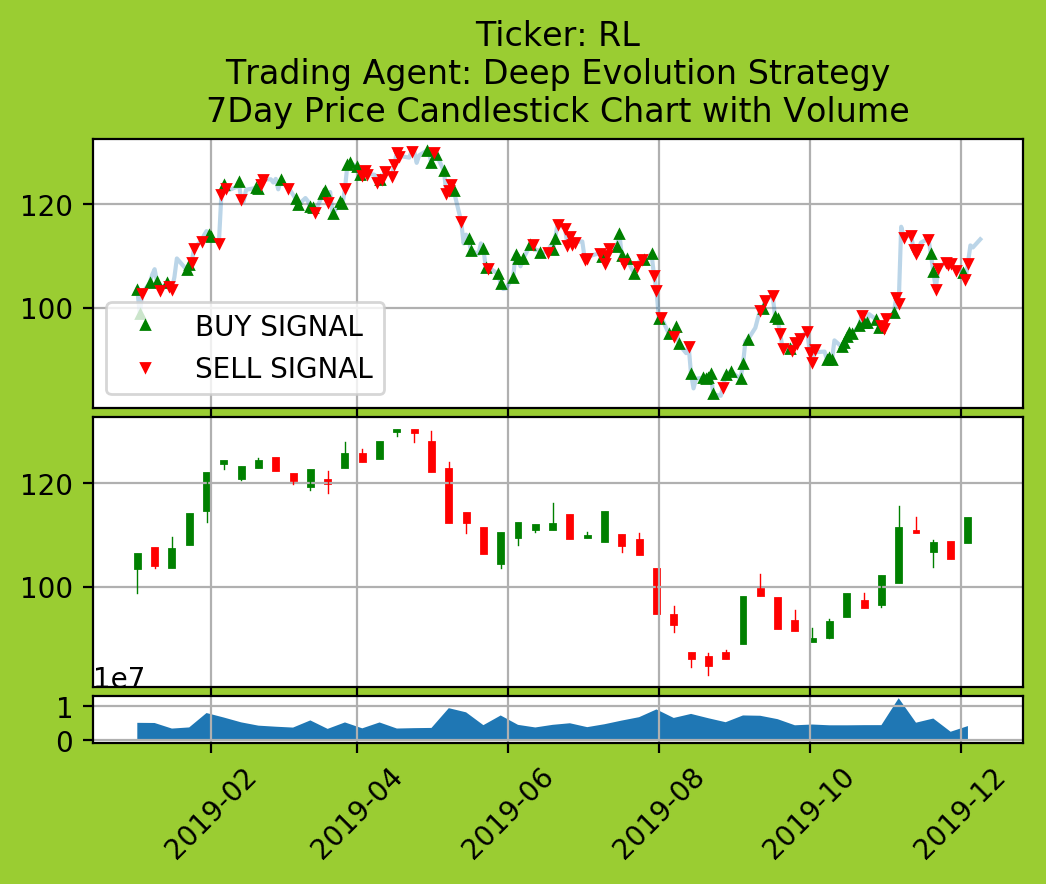 Ticker: RL
Trading Agent: Deep Evolution Strategy
7Day Price Candlestick Chart with Volume
120
100
BUY SIGNAL
SELL SIGNAL
120
100
1e7
1
0
2019-02
2019-04
2019-06
2019-08
2019-10
2019-12